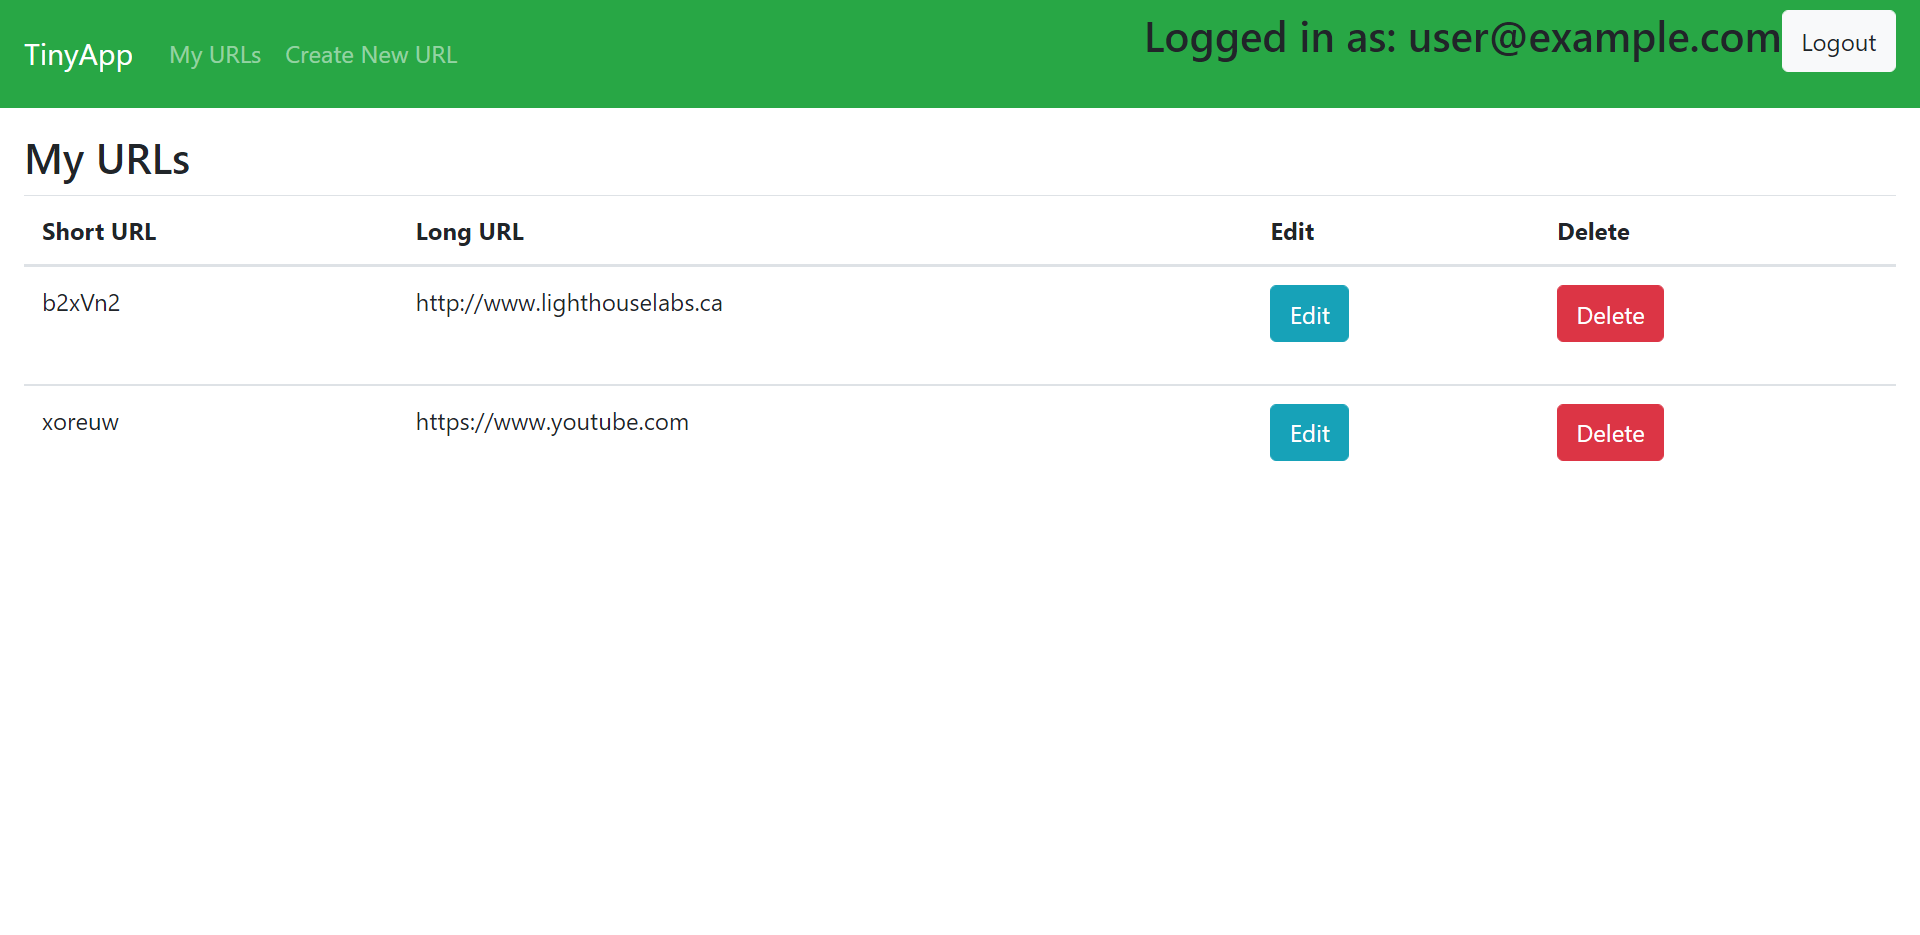 TinyApp My URLs Create New URL Logged in as: user@example.com Logout
My URLs
Short URL Long URL Edit Delete
b2xVn2 http://www.lighthouselabs.ca Edit Delete
xoreuw https://www.youtube.com Edit Delete